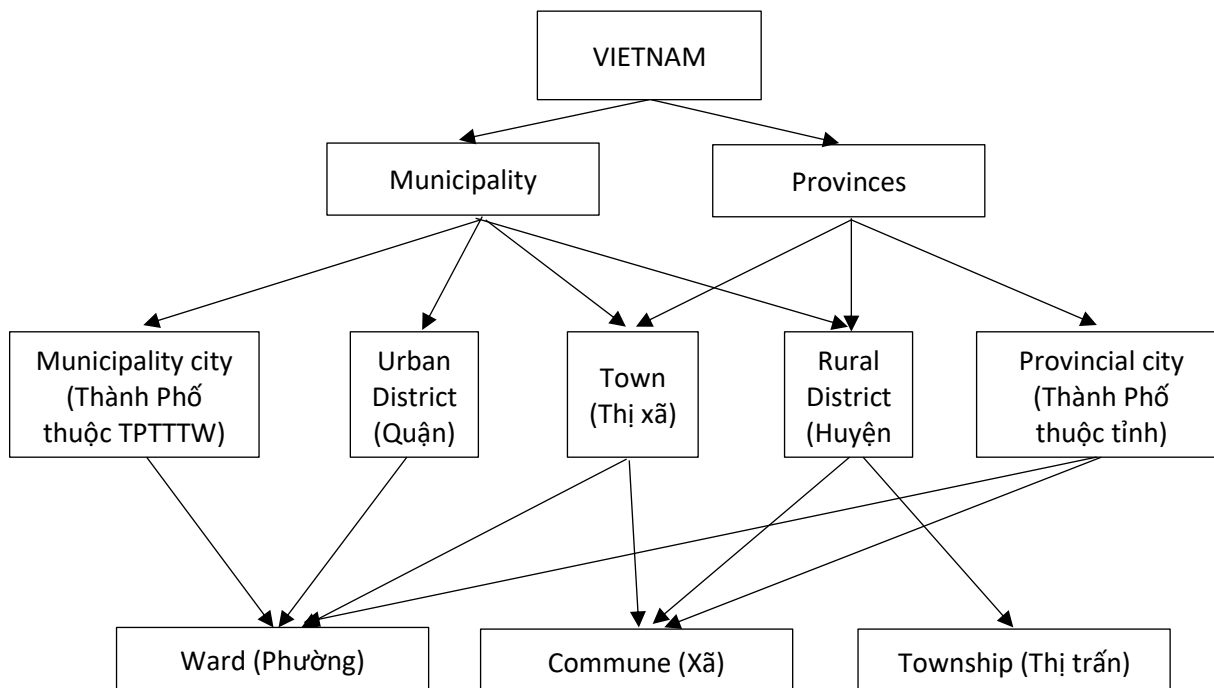 VIETNAM
Municipality
Provinces
Municipality city
(Thành Phố
thuộc TPTTTW)
Urban
District
(Quận)
Town
(Thị xã)
Rural
District
(Huyện
Provincial city
(Thành Phố
thuộc tỉnh)
Ward (Phường)
Commune (Xã)
Township (Thị trấn)